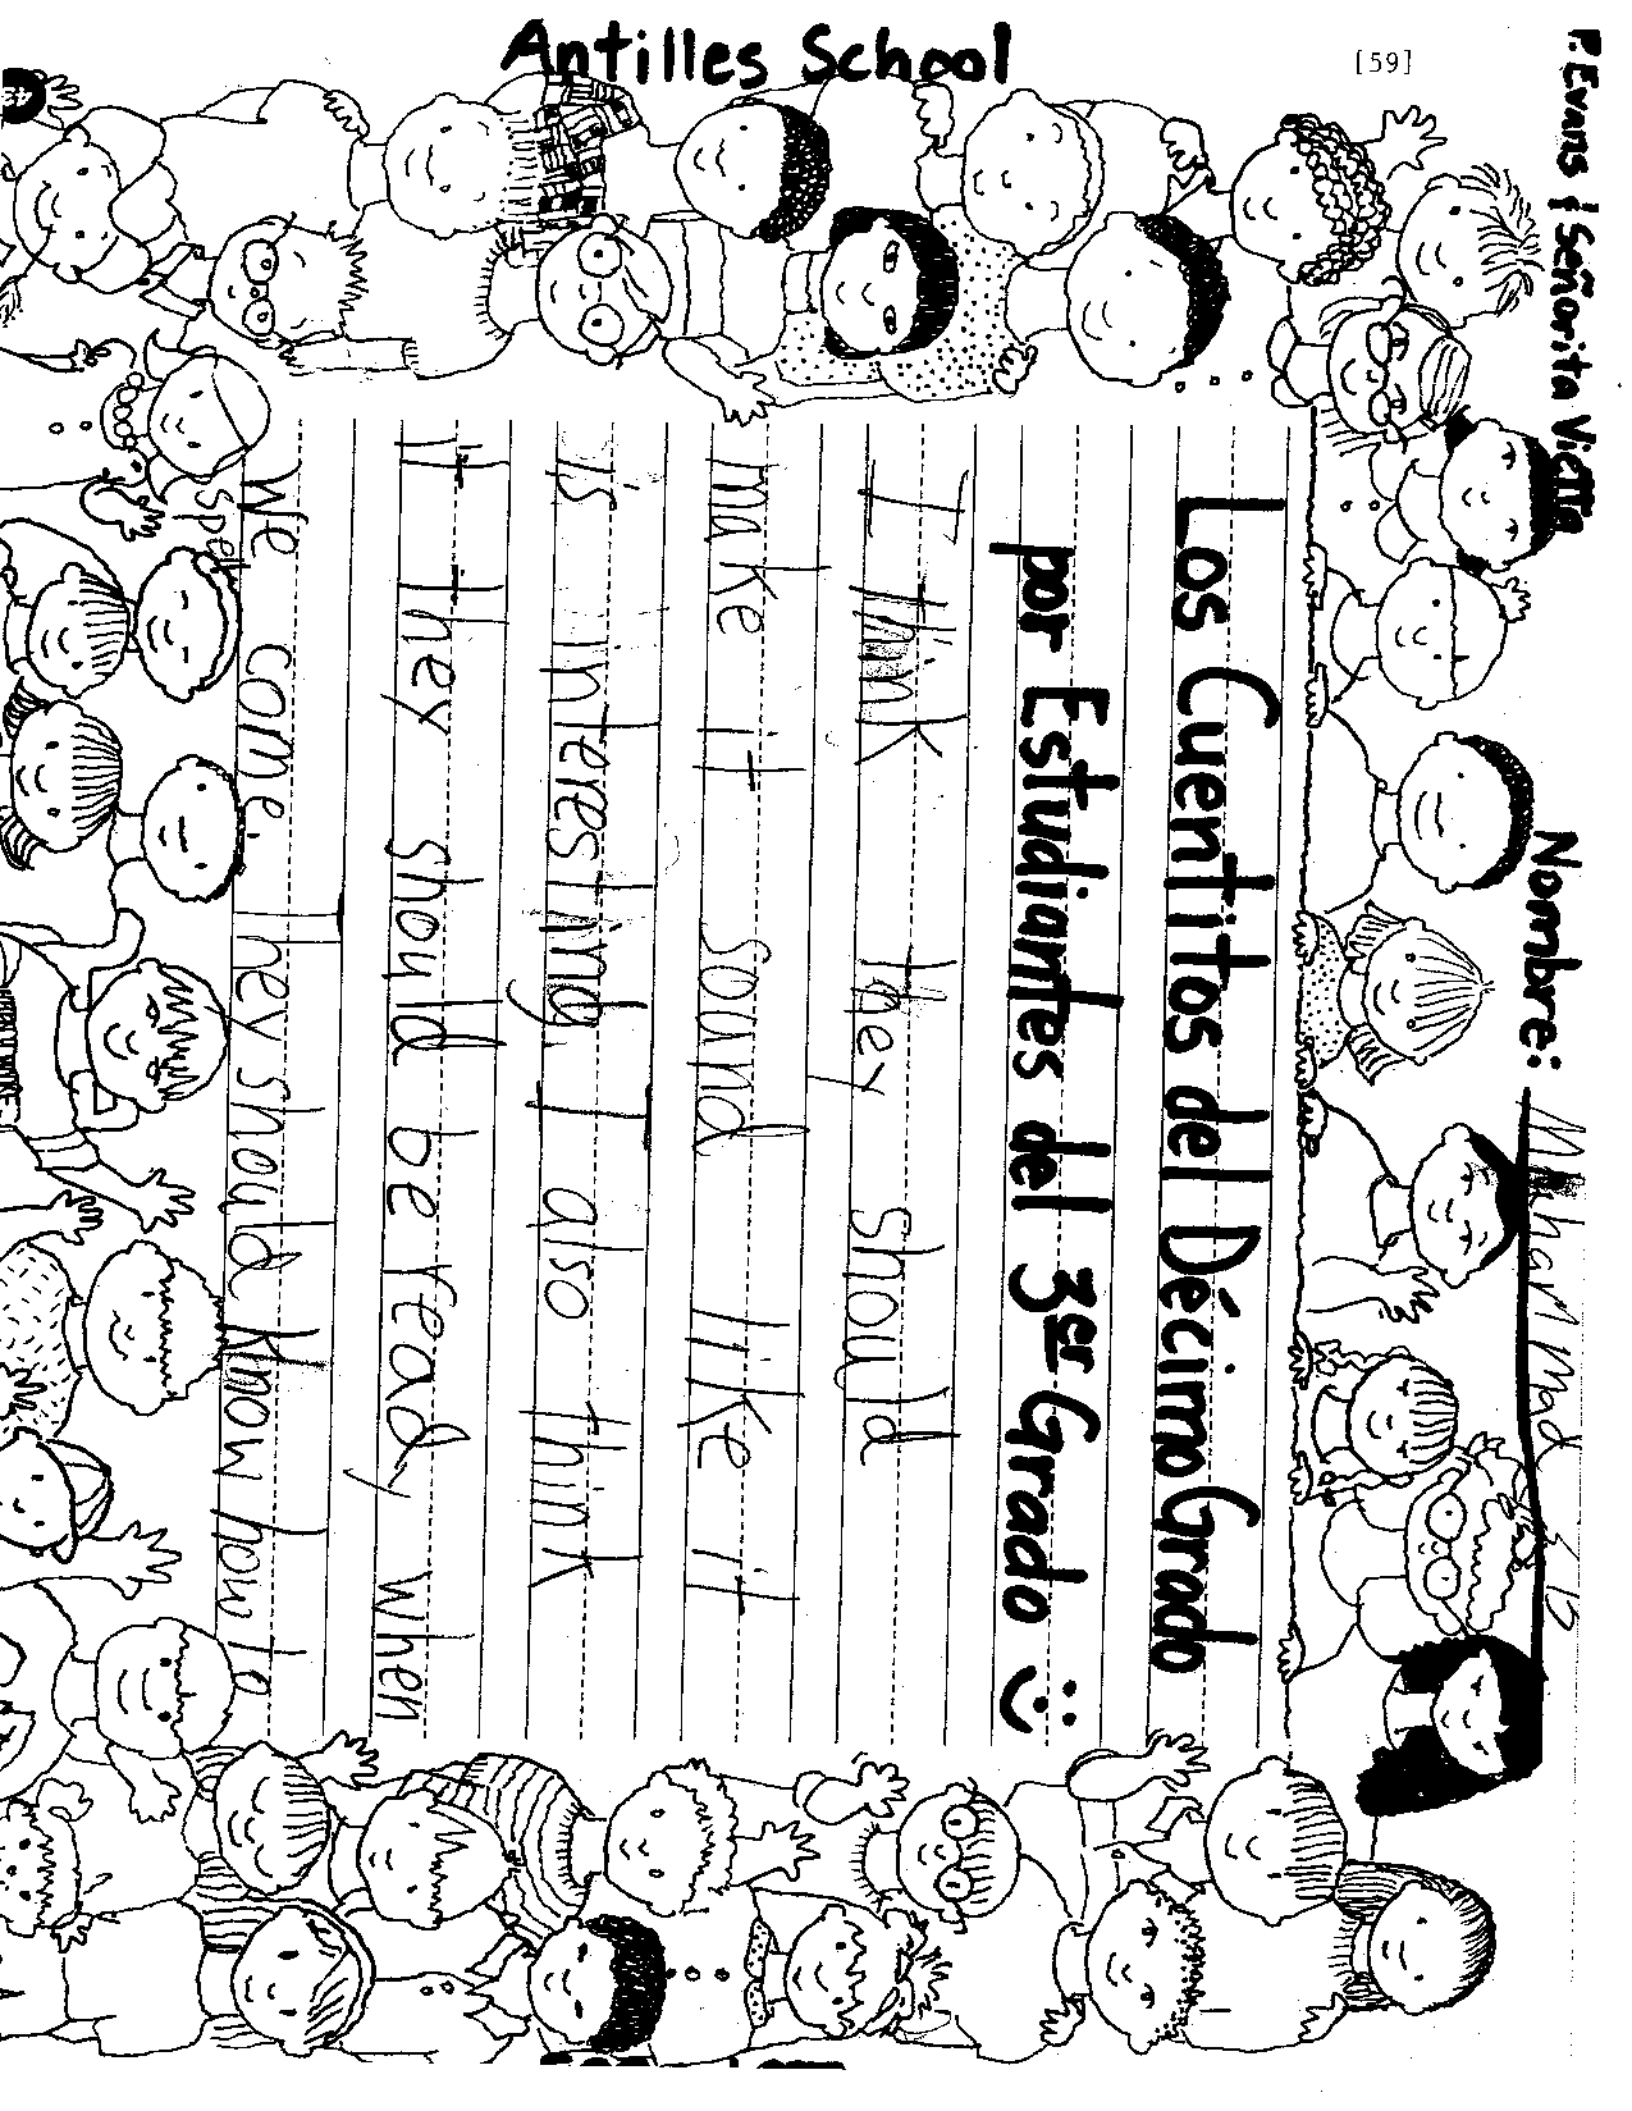 Antilles School
[59]
P. Evans & Señorita Vietta
Nombre:
Los Cuentitos del Décimo Grado
por Estudiantes del 3er Grado
I think they should
make it sound like it
is interesting, I also think
it they should be ready when
We come, they should know how to
spell